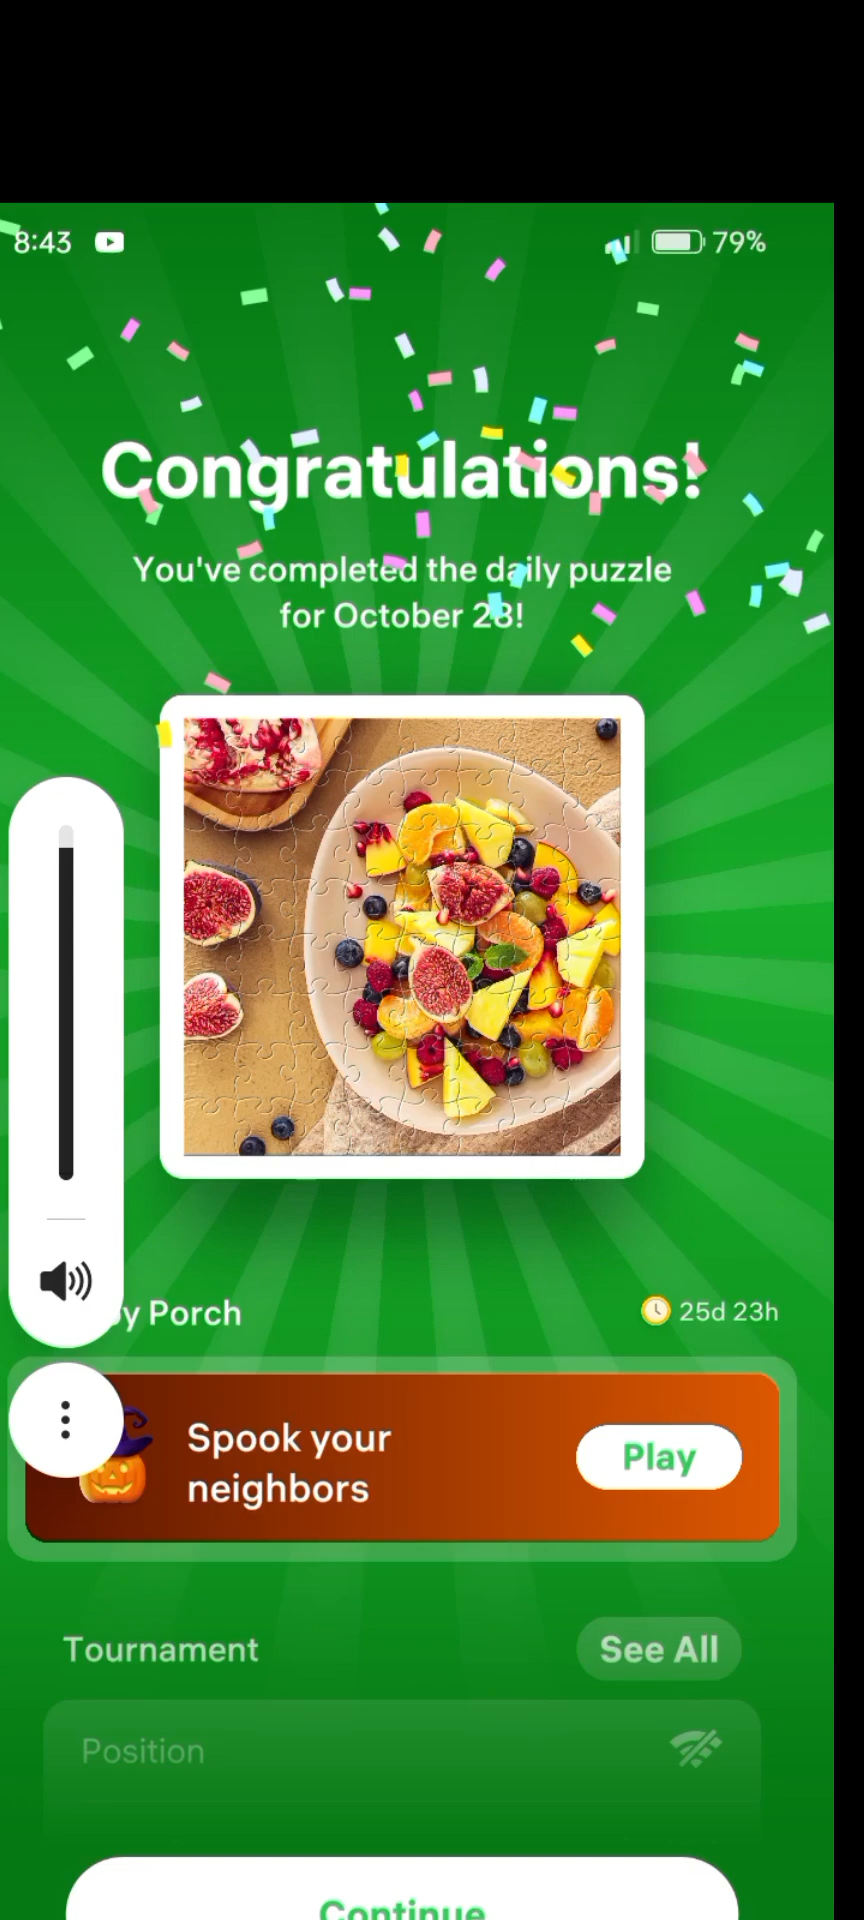 8:43
79%
Congratulations!
You've completed the daily puzzle
for October 28!
Porch
25d 23h
Spook your
neighbors
Play
Tournament
See All
Position
Continue